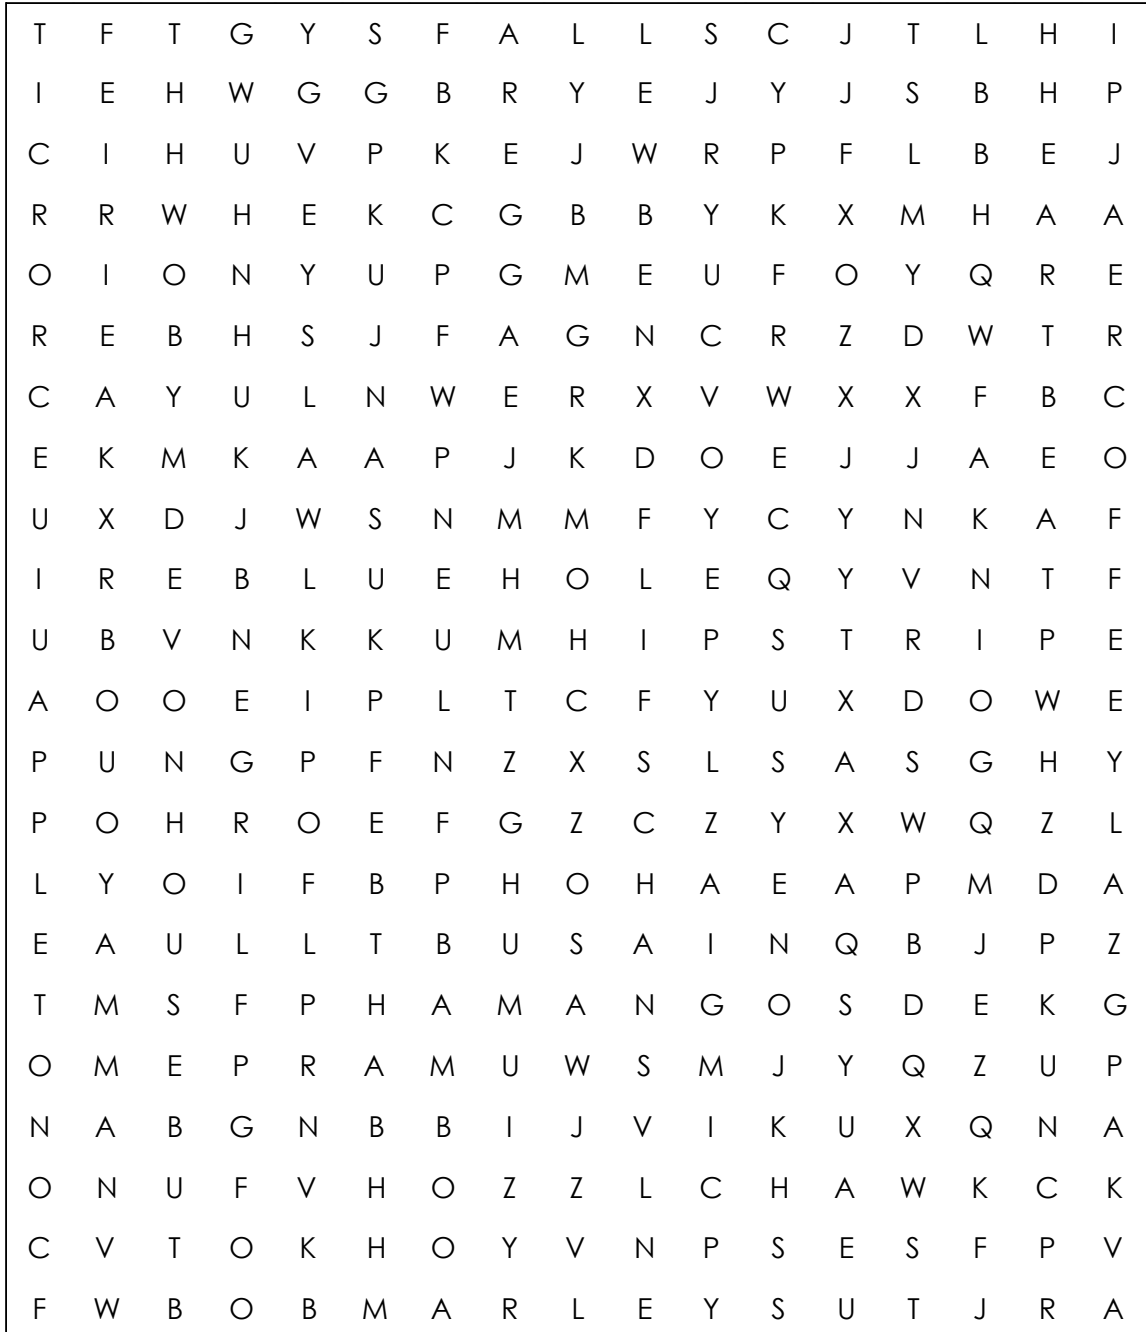 T F T G Y S F A L L S C J T L H I
I E H W G G B R Y E J Y J S B H P
C I H U V P K E J W R P F L B E J
R R W H E K C G B B Y K X M H A A
O I O N Y U P G M E U F O Y Q R E
R E B H S J F A G N C R Z D W T R
C A Y U L N W E R X V W X X F B C
E K M K A A P J K D O E J J A E O
U X D J W S N M M F Y C Y N K A F
I R E B L U E H O L E Q Y V N T F
U B V N K K U M H I P S T R I P E
A O O E I P L T C F Y U X D O W E
P U N G P F N Z X S L S A S G H Y
P O H R O E F G Z C Z Y X W Q Z L
L Y O I F B P H O H A E A P M D A
E A U L L T B U S A I N Q B J P Z
T M S F P H A M A N G O S D E K G
O M E P R A M U W S M J Y Q Z U P
N A B G N B B I J V I K U X Q N A
O N U F V H O Z Z L C H A W K C K
C V T O K H O Y V N P S E S F P V
F W B O B M A R L E Y S U T J R A